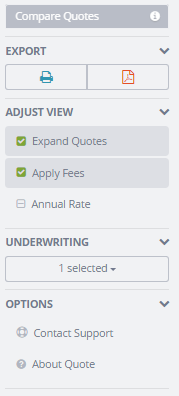 Compare Quotes
EXPORT
ADJUST VIEW
Expand Quotes
Apply Fees
Annual Rate
UNDERWRITING
1 selected
OPTIONS
Contact Support
About Quote